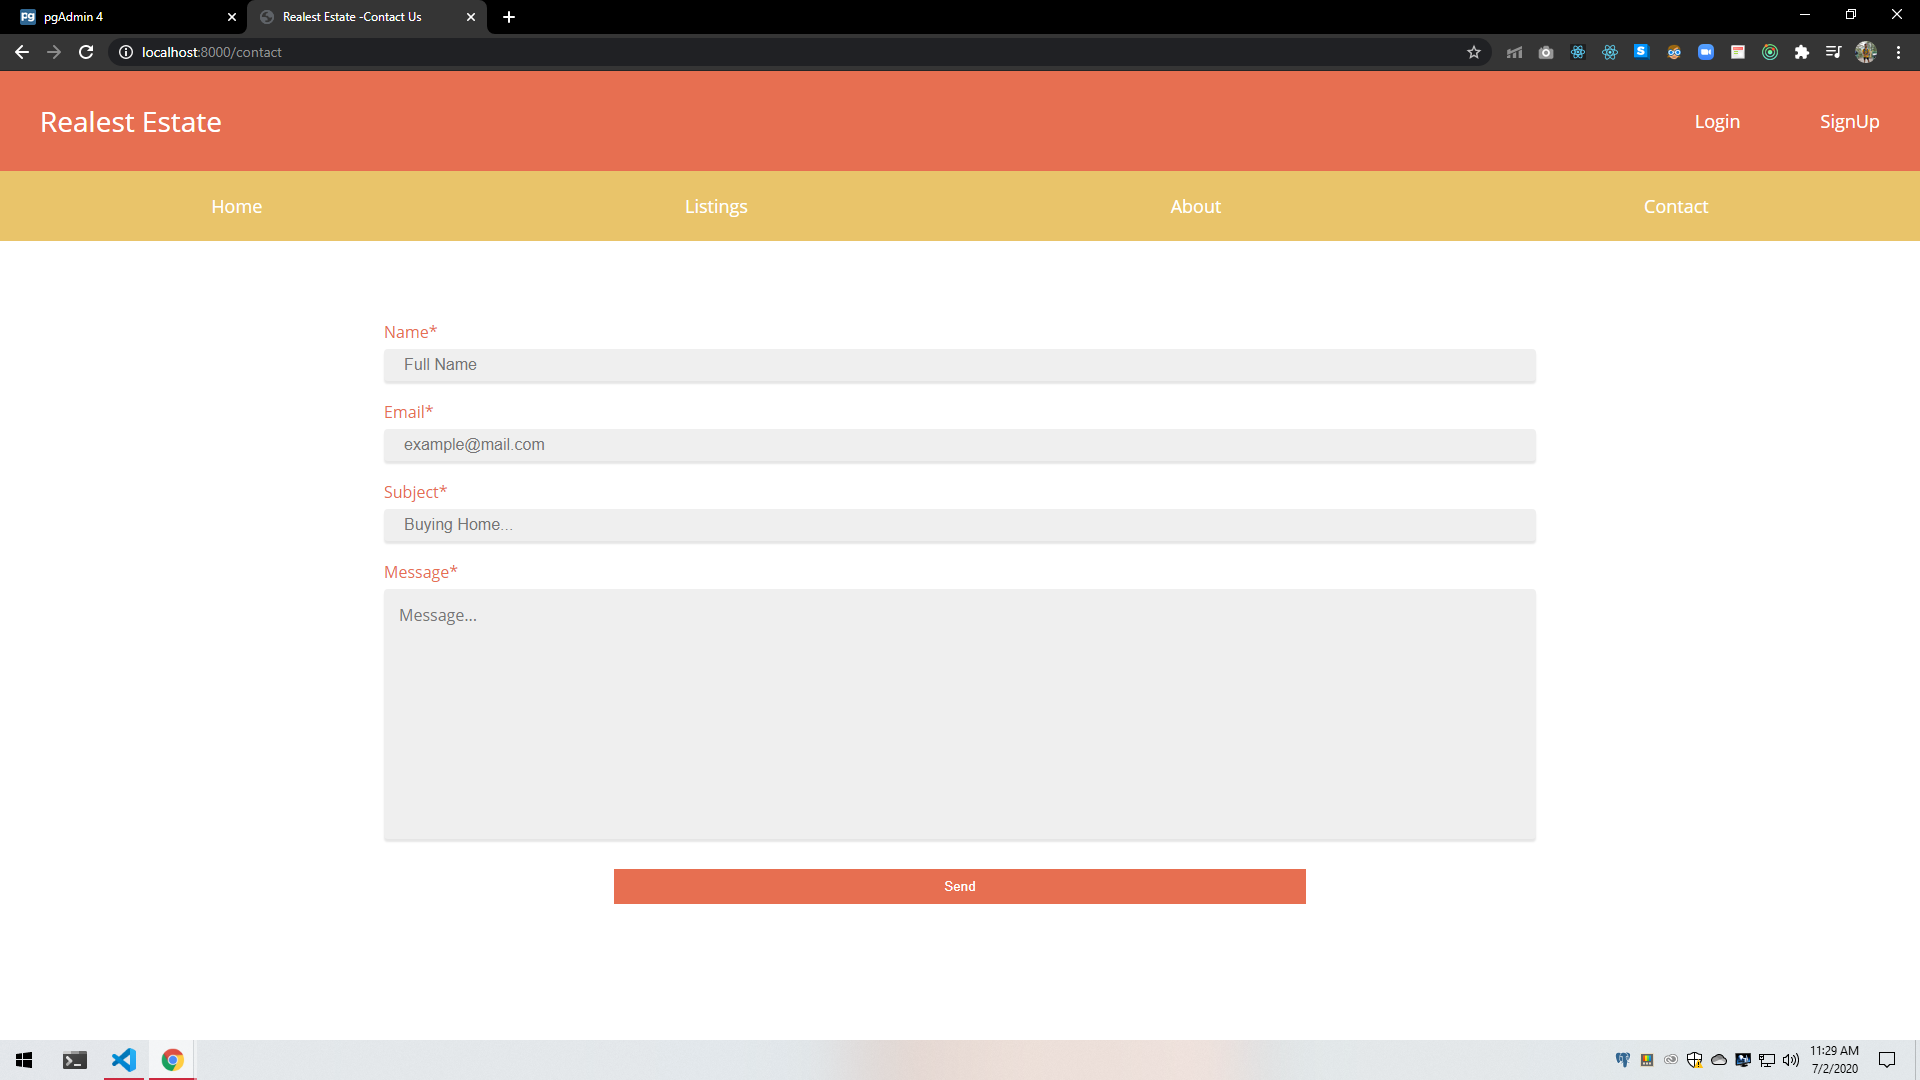 pgAdmin 4
Realest Estate -Contact Us
localhost:8000/contact
Realest Estate
Login
SignUp
Home
Listings
About
Contact
Name*
Full Name
Email*
example@mail.com
Subject*
Buying Home...
Message*
Message...
Send
11:29 AM
7/2/2020